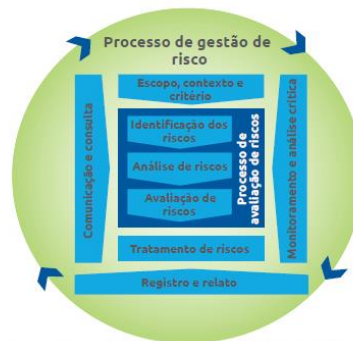 Processo de gestão de
risco
Escopo, contexto e
critério
Comunicação e consulta
Identificação dos
riscos
Análise de riscos
Avaliação de
riscos
Processo de
avaliação de riscos
Monitoramento e análise crítica
Tratamento de riscos
Registro e relato